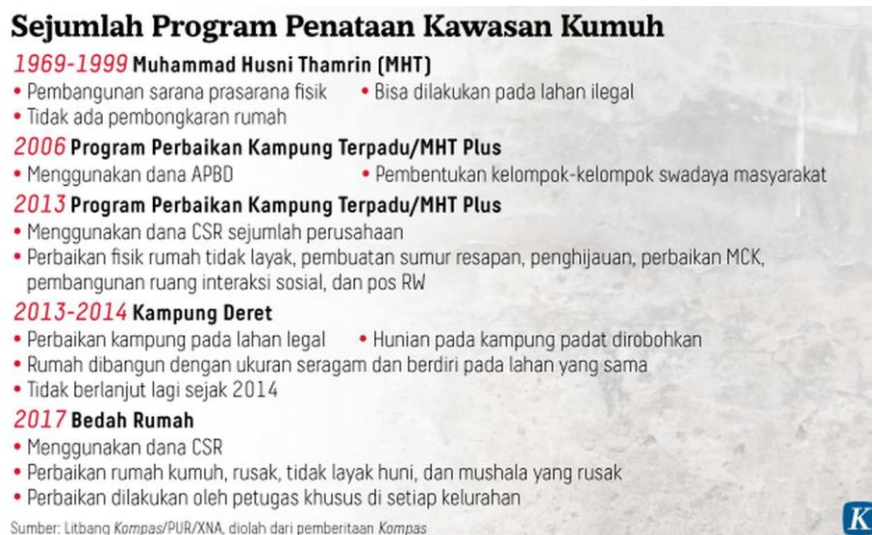 Sejumlah Program Penataan Kawasan Kumuh
1969-1999 Muhammad Husni Thamrin (MHT)
• Pembangunan sarana prasarana fisik • Bisa dilakukan pada lahan ilegal
• Tidak ada pembongkaran rumah
2006 Program Perbaikan Kampung Terpadu/MHT Plus
• Menggunakan dana APBD • Pembentukan kelompok-kelompok swadaya masyarakat
2013 Program Perbaikan Kampung Terpadu/MHT Plus
• Menggunakan dana CSR sejumlah perusahaan
• Perbaikan fisik rumah tidak layak, pembuatan sumur resapan, penghijauan, perbaikan MCK,
pembangunan ruang interaksi sosial, dan pos RW
2013-2014 Kampung Deret
• Perbaikan kampung pada lahan legal • Hunian pada kampung padat dirobohkan
• Rumah dibangun dengan ukuran seragam dan berdiri pada lahan yang sama
• Tidak berlanjut lagi sejak 2014
2017 Bedah Rumah
• Menggunakan dana CSR
• Perbaikan rumah kumuh, rusak, tidak layak huni, dan mushala yang rusak
• Perbaikan dilakukan oleh petugas khusus di setiap kelurahan
Sumber: Litbang Kompas/PUR/XNA, diolah dari pemberitaan Kompas
K